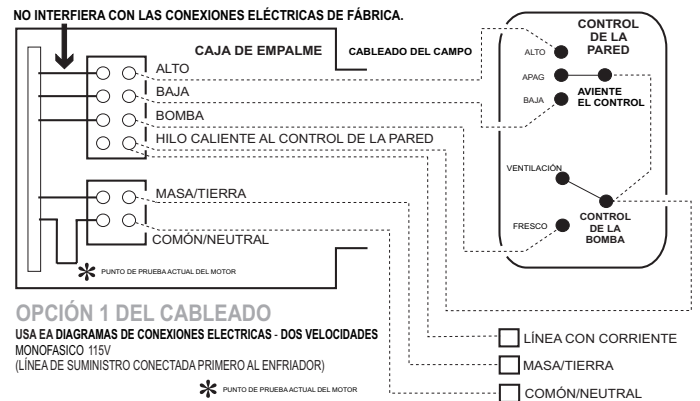 NO INTERFIERA CON LAS CONEXIONES ELÉCTRICAS DE FÁBRICA.
CAJA DE EMPALME
CABLEADO DEL CAMPO
CONTROL
DE LA
PARED
ALTO
BAJA
BOMBA
HILO CALIENTE AL CONTROL DE LA PARED
ALTO
APAG
BAJA
AVIENTE
EL CONTROL
MASA/TIERRA
COMÓN/NEUTRAL
PUNTO DE PRUEBA ACTUAL DEL MOTOR
VENTILACIÓN
FRESCO
CONTROL
DE LA
BOMBA
OPCIÓN 1 DEL CABLEADO
USA EA DIAGRAMAS DE CONEXIONES ELECTRICAS - DOS VELOCIDADES
MONOFASICO 115V
(LÍNEA DE SUMINISTRO CONECTADA PRIMERO AL ENFRIADOR)
PUNTO DE PRUEBA ACTUAL DEL MOTOR
LÍNEA CON CORRIENTE
MASA/TIERRA
COMÓN/NEUTRAL